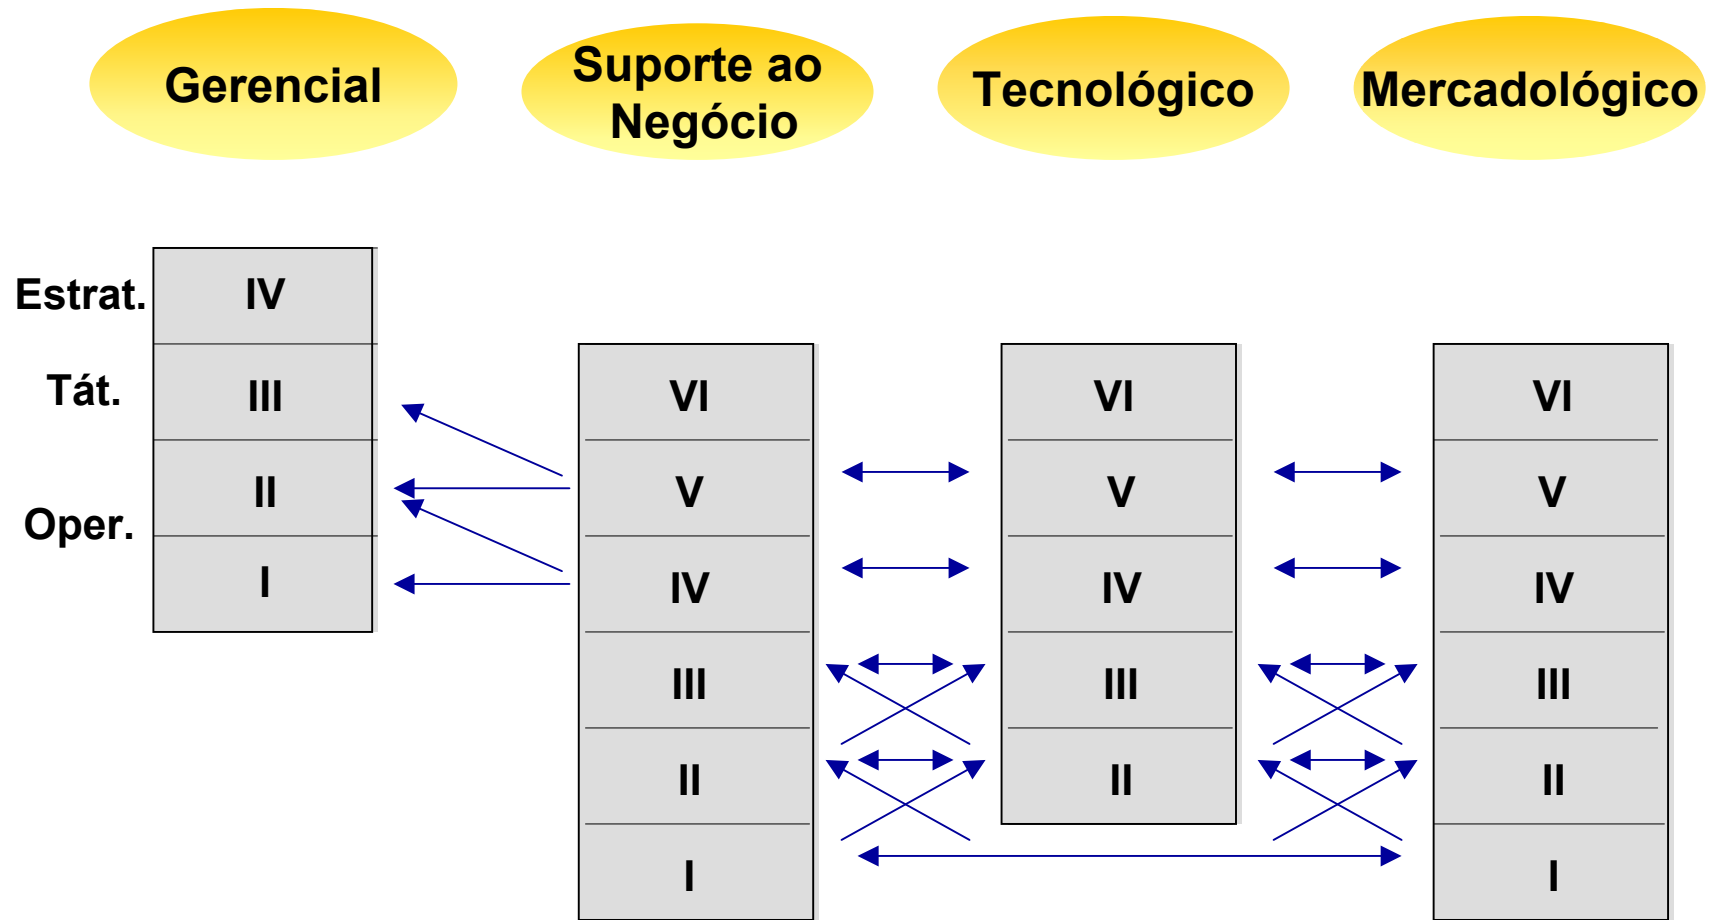 Gerencial
Suporte ao
Negócio
Tecnológico
Mercadológico
Estrat.
IV
Tát.
III
II
Oper.
I
VI
V
IV
III
II
I
VI
V
IV
III
II
VI
V
IV
III
II
I